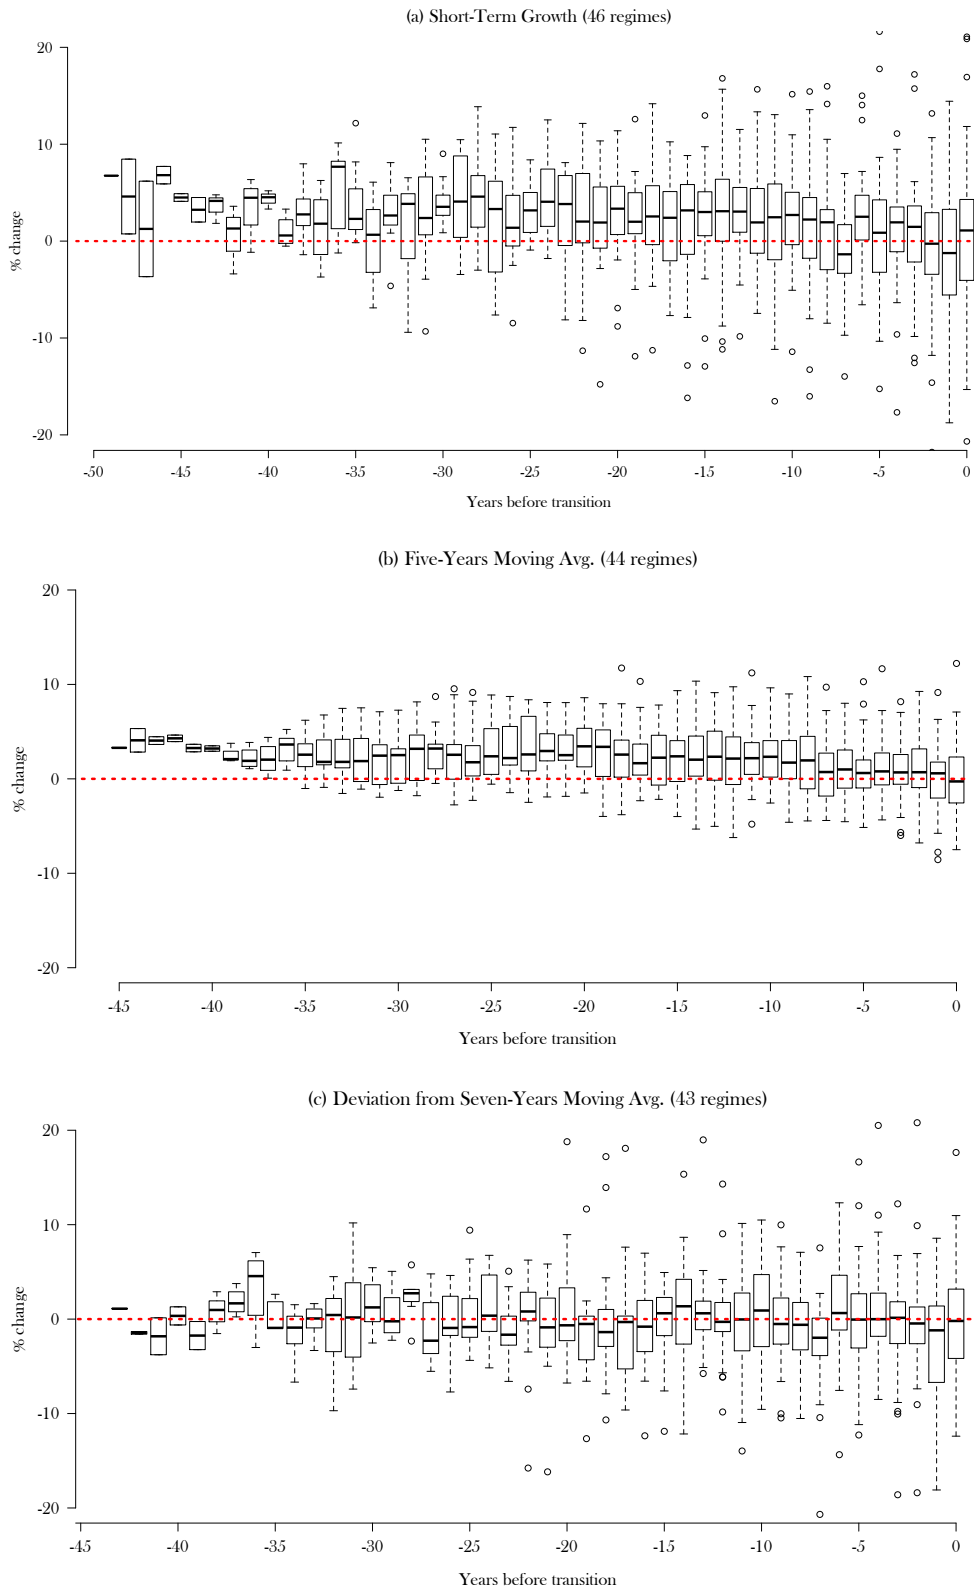 (a) Short-Term Growth (46 regimes)
20
10
0
-10
-20
% change
-50 -45 -40 -35 -30 -25 -20 -15 -10 -5 0
Years before transition
(b) Five-Years Moving Avg. (44 regimes)
20
10
0
-10
-20
% change
-45 -40 -35 -30 -25 -20 -15 -10 -5 0
Years before transition
(c) Deviation from Seven-Years Moving Avg. (43 regimes)
20
10
0
-10
-20
% change
-45 -40 -35 -30 -25 -20 -15 -10 -5 0
Years before transition